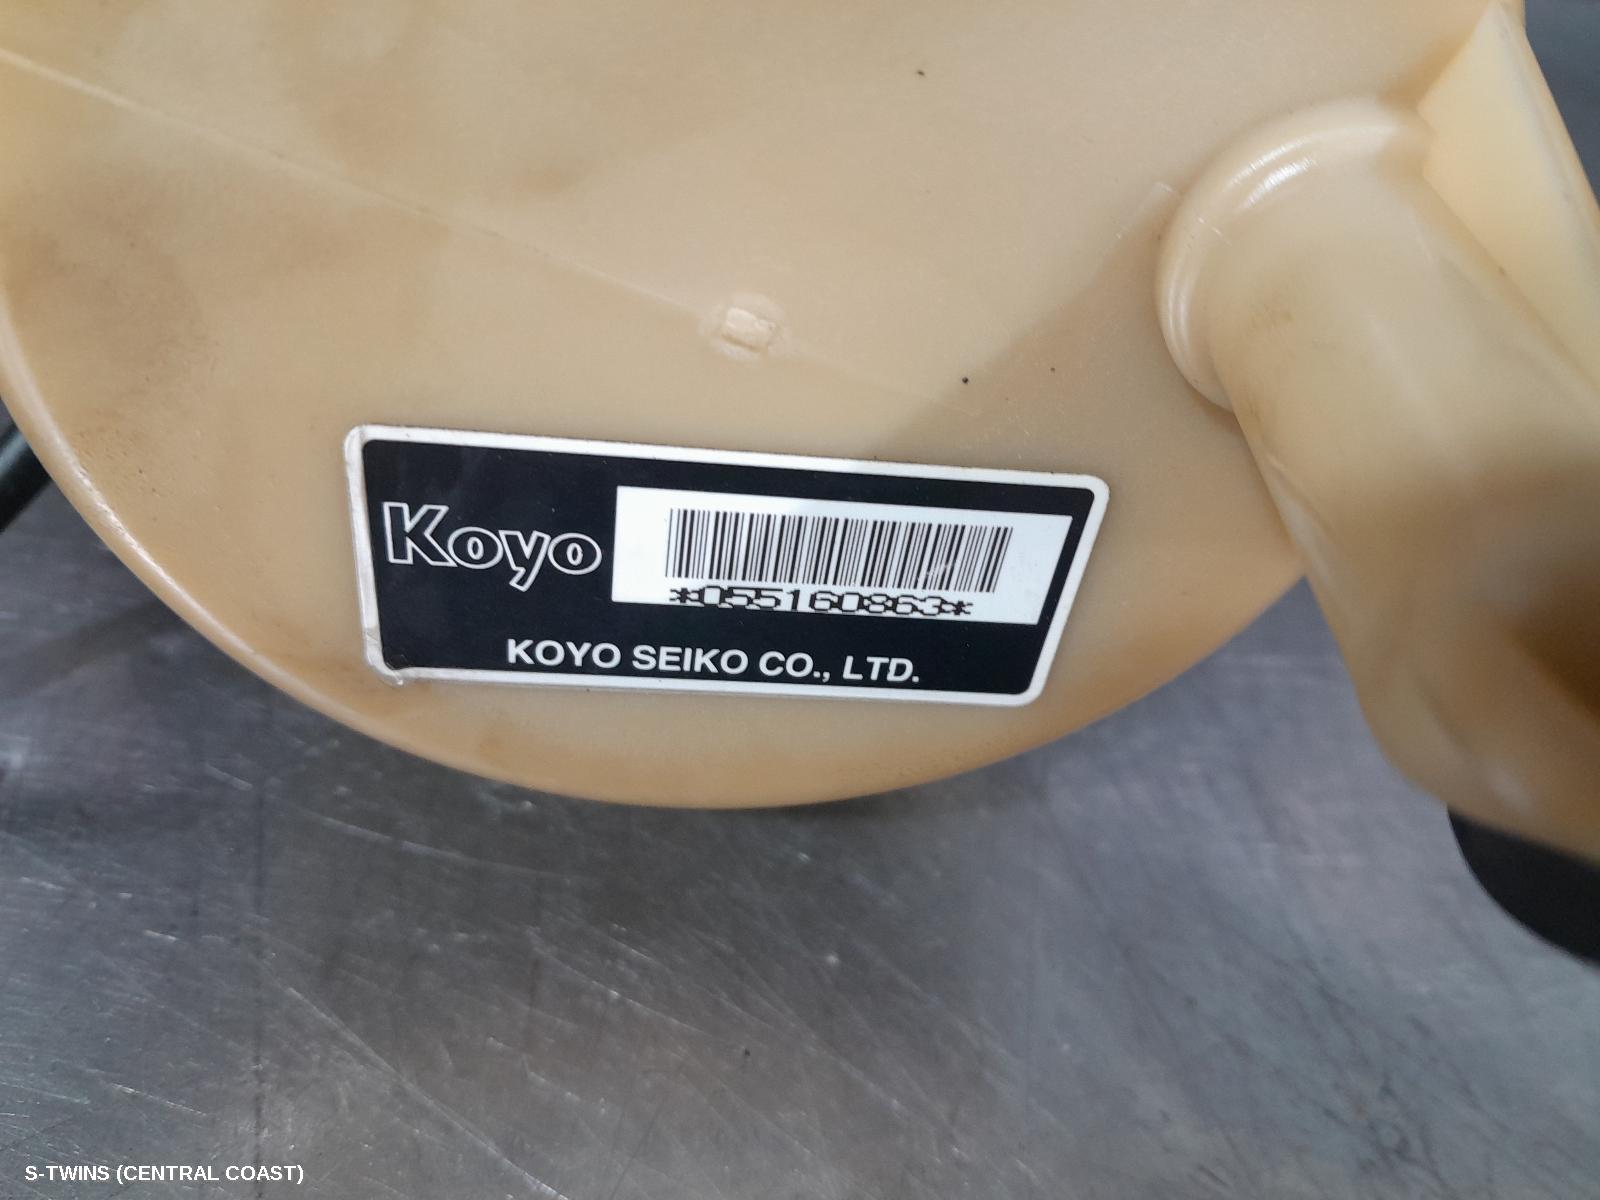 Koyo
*055160863*
KOYO SEIKO CO., LTD.
S-TWINS (CENTRAL COAST)